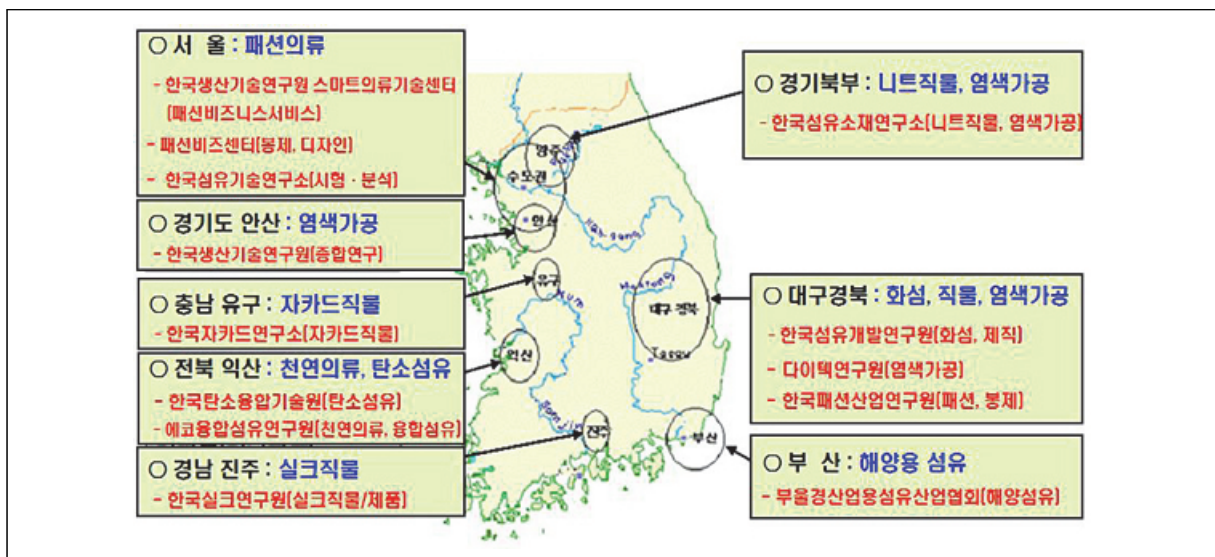 ○ 서 울 : 패션의류
- 한국생산기술연구원 스마트의류기술센터
(패션비즈니스서비스)
- 패션비즈센터(봉제, 디자인)
- 한국섬유기술연구소(시험 · 분석)
○ 경기도 안산 : 염색가공
- 한국생산기술연구원(종합연구)
○ 충남 유구 : 자카드직물
- 한국자카드연구소(자카드직물)
○ 전북 익산 : 천연의류, 탄소섬유
- 한국탄소융합기술원(탄소섬유)
- 에코융합섬유연구원(천연의류, 융합섬유)
○ 경남 진주 : 실크직물
- 한국실크연구원(실크직물/제품)
양주
수도권
안산
Han gang
유구
Kum
익산
Somjin
진주
Naktong
대구 경북
Taegu
부산
○ 경기북부 : 니트직물, 염색가공
- 한국섬유소재연구소(니트직물, 염색가공)
○ 대구경북 : 화섬, 직물, 염색가공
- 한국섬유개발연구원(화섬, 제직)
- 다이텍연구원(염색가공)
- 한국패션산업연구원(패션, 봉제)
○ 부 산 : 해양용 섬유
- 부울경산업용섬유산업협회(해양섬유)